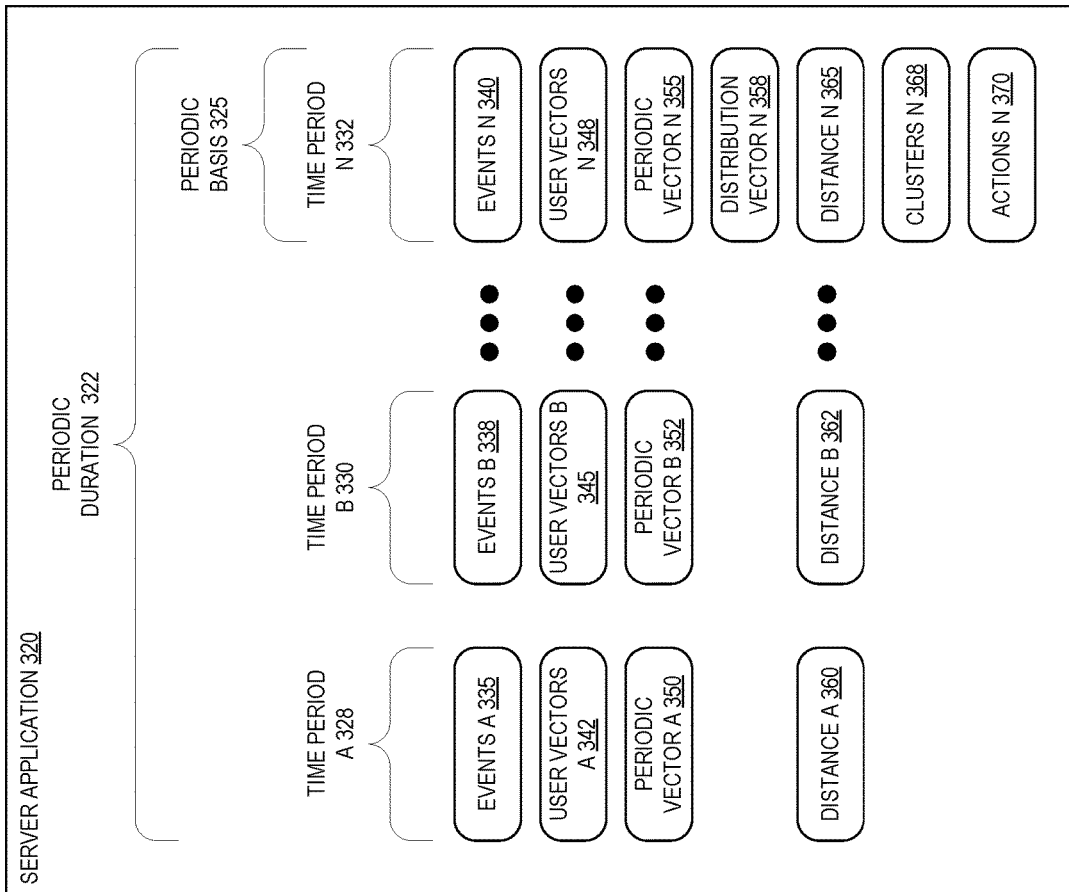 SERVER APPLICATION 320
PERIODIC
DURATION 322
PERIODIC
BASIS 325
TIME PERIOD
A 328
TIME PERIOD
B 330
TIME PERIOD
N 332
EVENTS A 335
EVENTS B 338
EVENTS N 340
USER VECTORS
A 342
USER VECTORS B
345
USER VECTORS
N 348
PERIODIC
VECTOR A 350
PERIODIC
VECTOR B 352
PERIODIC
VECTOR N 355
DISTRIBUTION
VECTOR N 358
DISTANCE A 360
DISTANCE B 362
DISTANCE N 365
CLUSTERS N 368
ACTIONS N 370